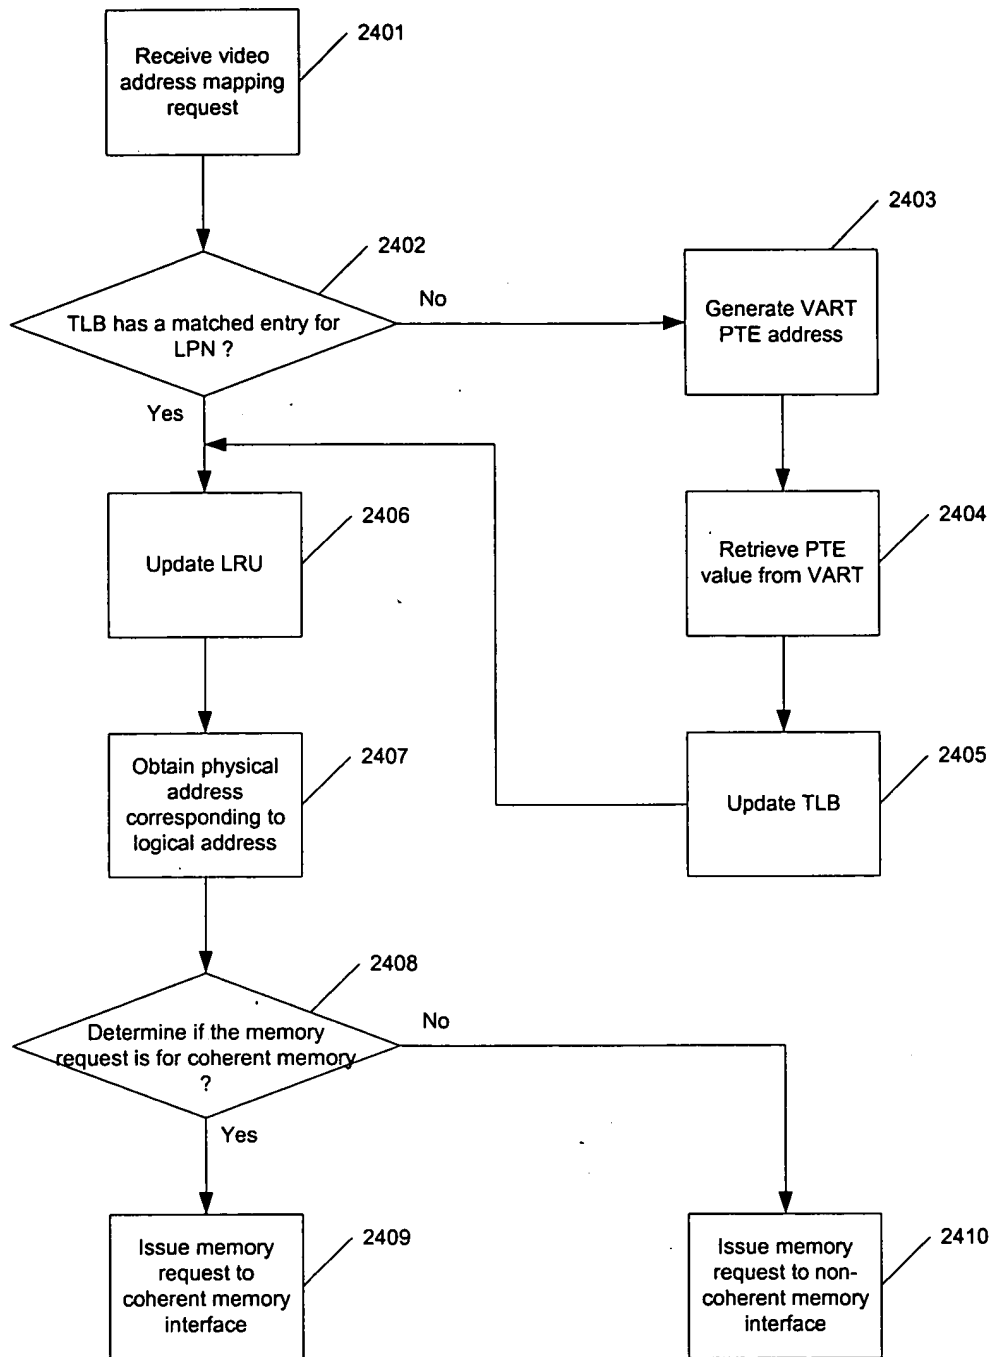 Receive video
address mapping
request
2401
TLB has a matched entry for
LPN ?
2402
No
Yes
Generate VART
PTE address
2403
Retrieve PTE
value from VART
2404
Update TLB
2405
Update LRU
2406
Obtain physical
address
corresponding to
logical address
2407
Determine if the memory
request is for coherent memory
?
2408
No
Yes
Issue memory
request to
coherent memory
interface
2409
Issue memory
request to non-
coherent memory
interface
2410